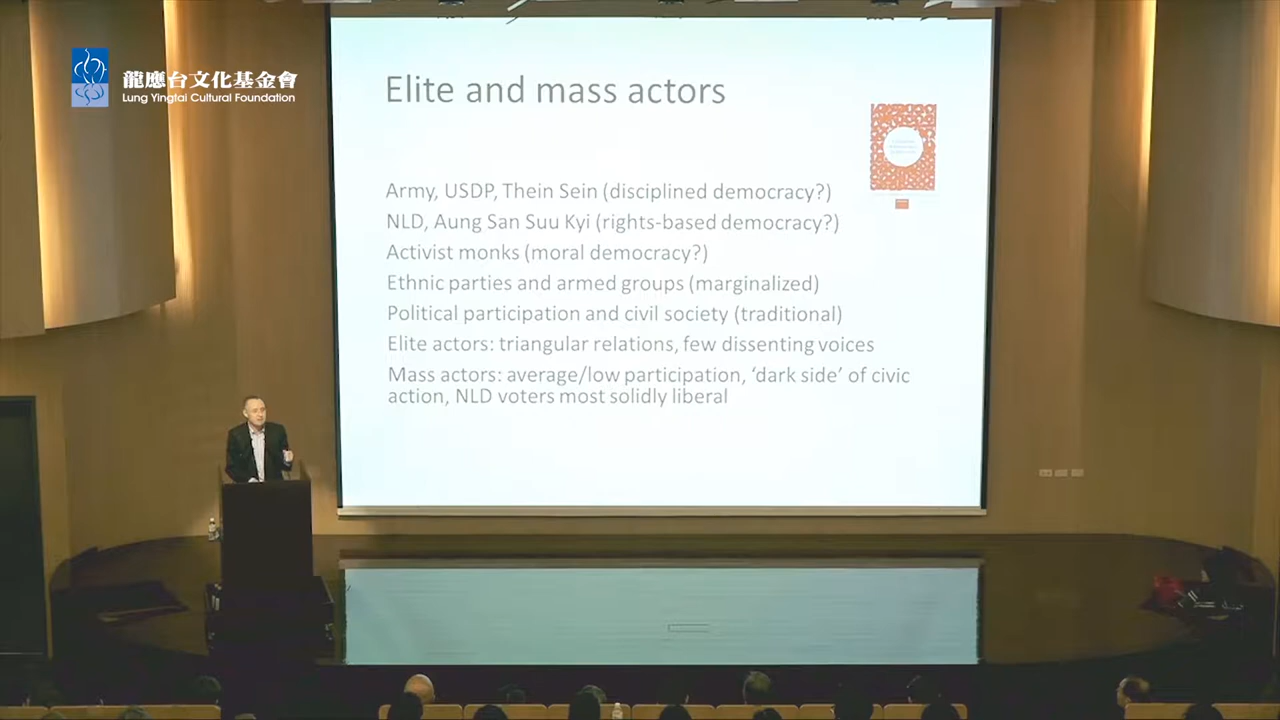 龍應台文化基金會
Lung Yingtai Cultural Foundation
Elite and mass actors
Army, USDP, Thein Sein (disciplined democracy?)
NLD, Aung San Suu Kyi (rights-based democracy?)
Activist monks (moral democracy?)
Ethnic parties and armed groups (marginalized)
Political participation and civil society (traditional)
Elite actors: triangular relations, few dissenting voices
Mass actors: average/low participation, ‘dark side’ of civic
action, NLD voters most solidly liberal